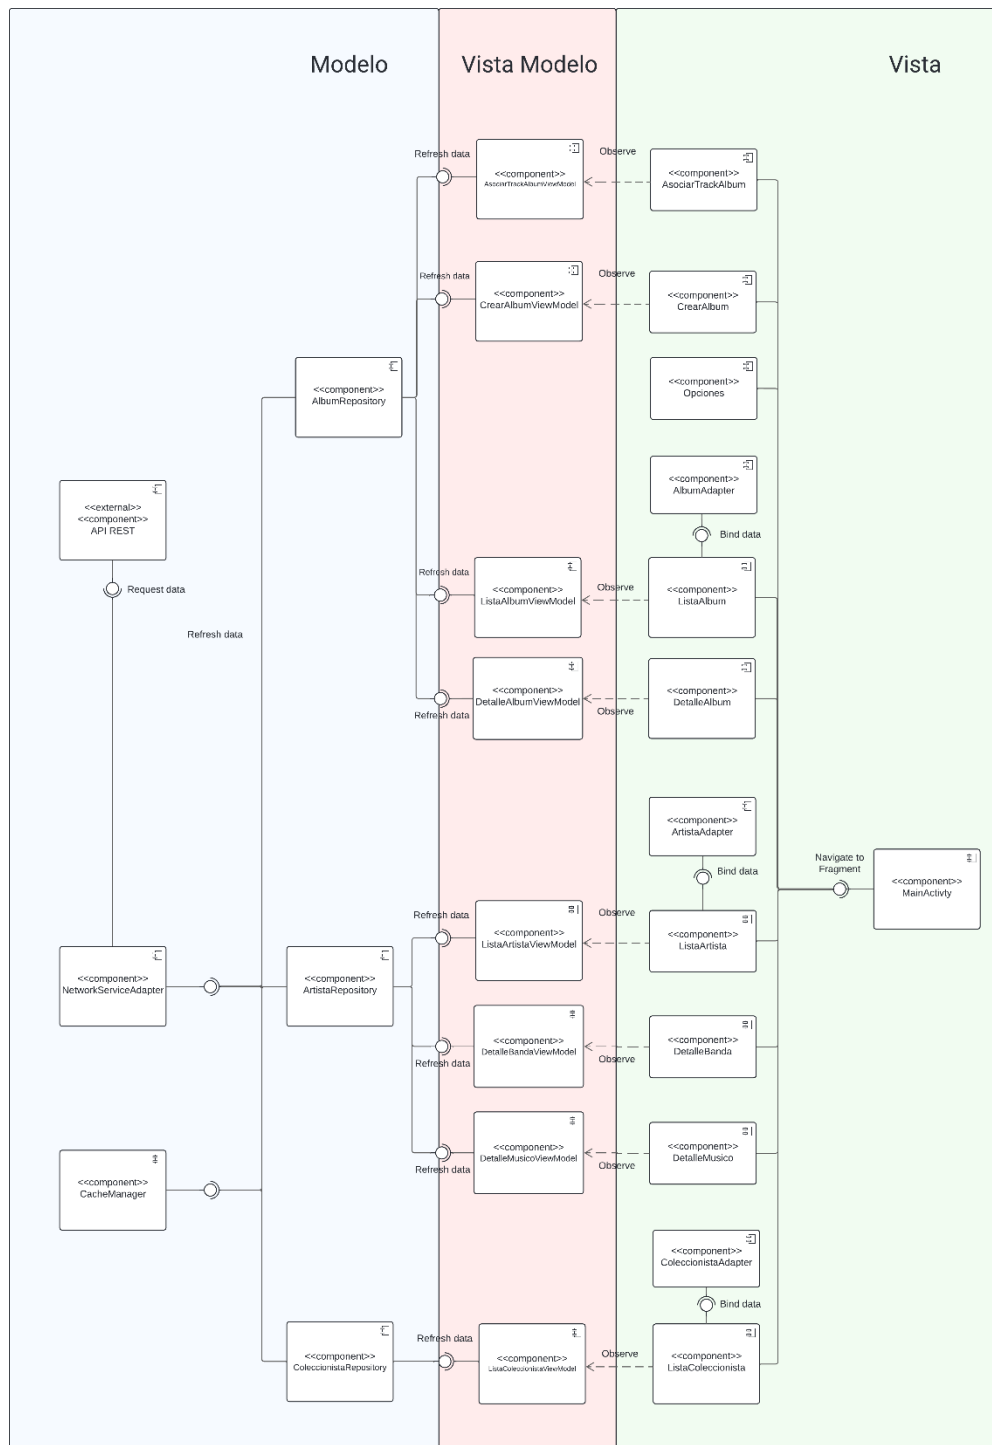 Modelo
Vista Modelo
Vista
Refresh data
<<component>>
AsociarTrackAlbumViewModel
Observe
<<component>>
AsociarTrackAlbum
Refresh data
<<component>>
CrearAlbumViewModel
Observe
<<component>>
CrearAlbum
<<component>>
AlbumRepository
<<component>>
Opciones
<<component>>
AlbumAdapter
Bind data
<<external>>
<<component>>
API REST
Request data
Refresh data
Refresh data
<<component>>
ListaAlbumViewModel
Observe
<<component>>
ListaAlbum
<<component>>
DetalleAlbumViewModel
Refresh data
Observe
<<component>>
DetalleAlbum
<<component>>
ArtistaAdapter
Bind data
Navigate to
Fragment
<<component>>
MainActivty
Refresh data
<<component>>
ListaArtistaViewModel
Observe
<<component>>
ListaArtista
<<component>>
NetworkServiceAdapter
<<component>>
ArtistaRepository
<<component>>
DetalleBandaViewModel
Refresh data
Observe
<<component>>
DetalleBanda
<<component>>
DetalleMusicoViewModel
Refresh data
Observe
<<component>>
DetalleMusico
<<component>>
CacheManager
<<component>>
ColeccionistaAdapter
Bind data
<<component>>
ColeccionistaRepository
Refresh data
<<component>>
ListaColeccionistaViewModel
Observe
<<component>>
ListaColeccionista